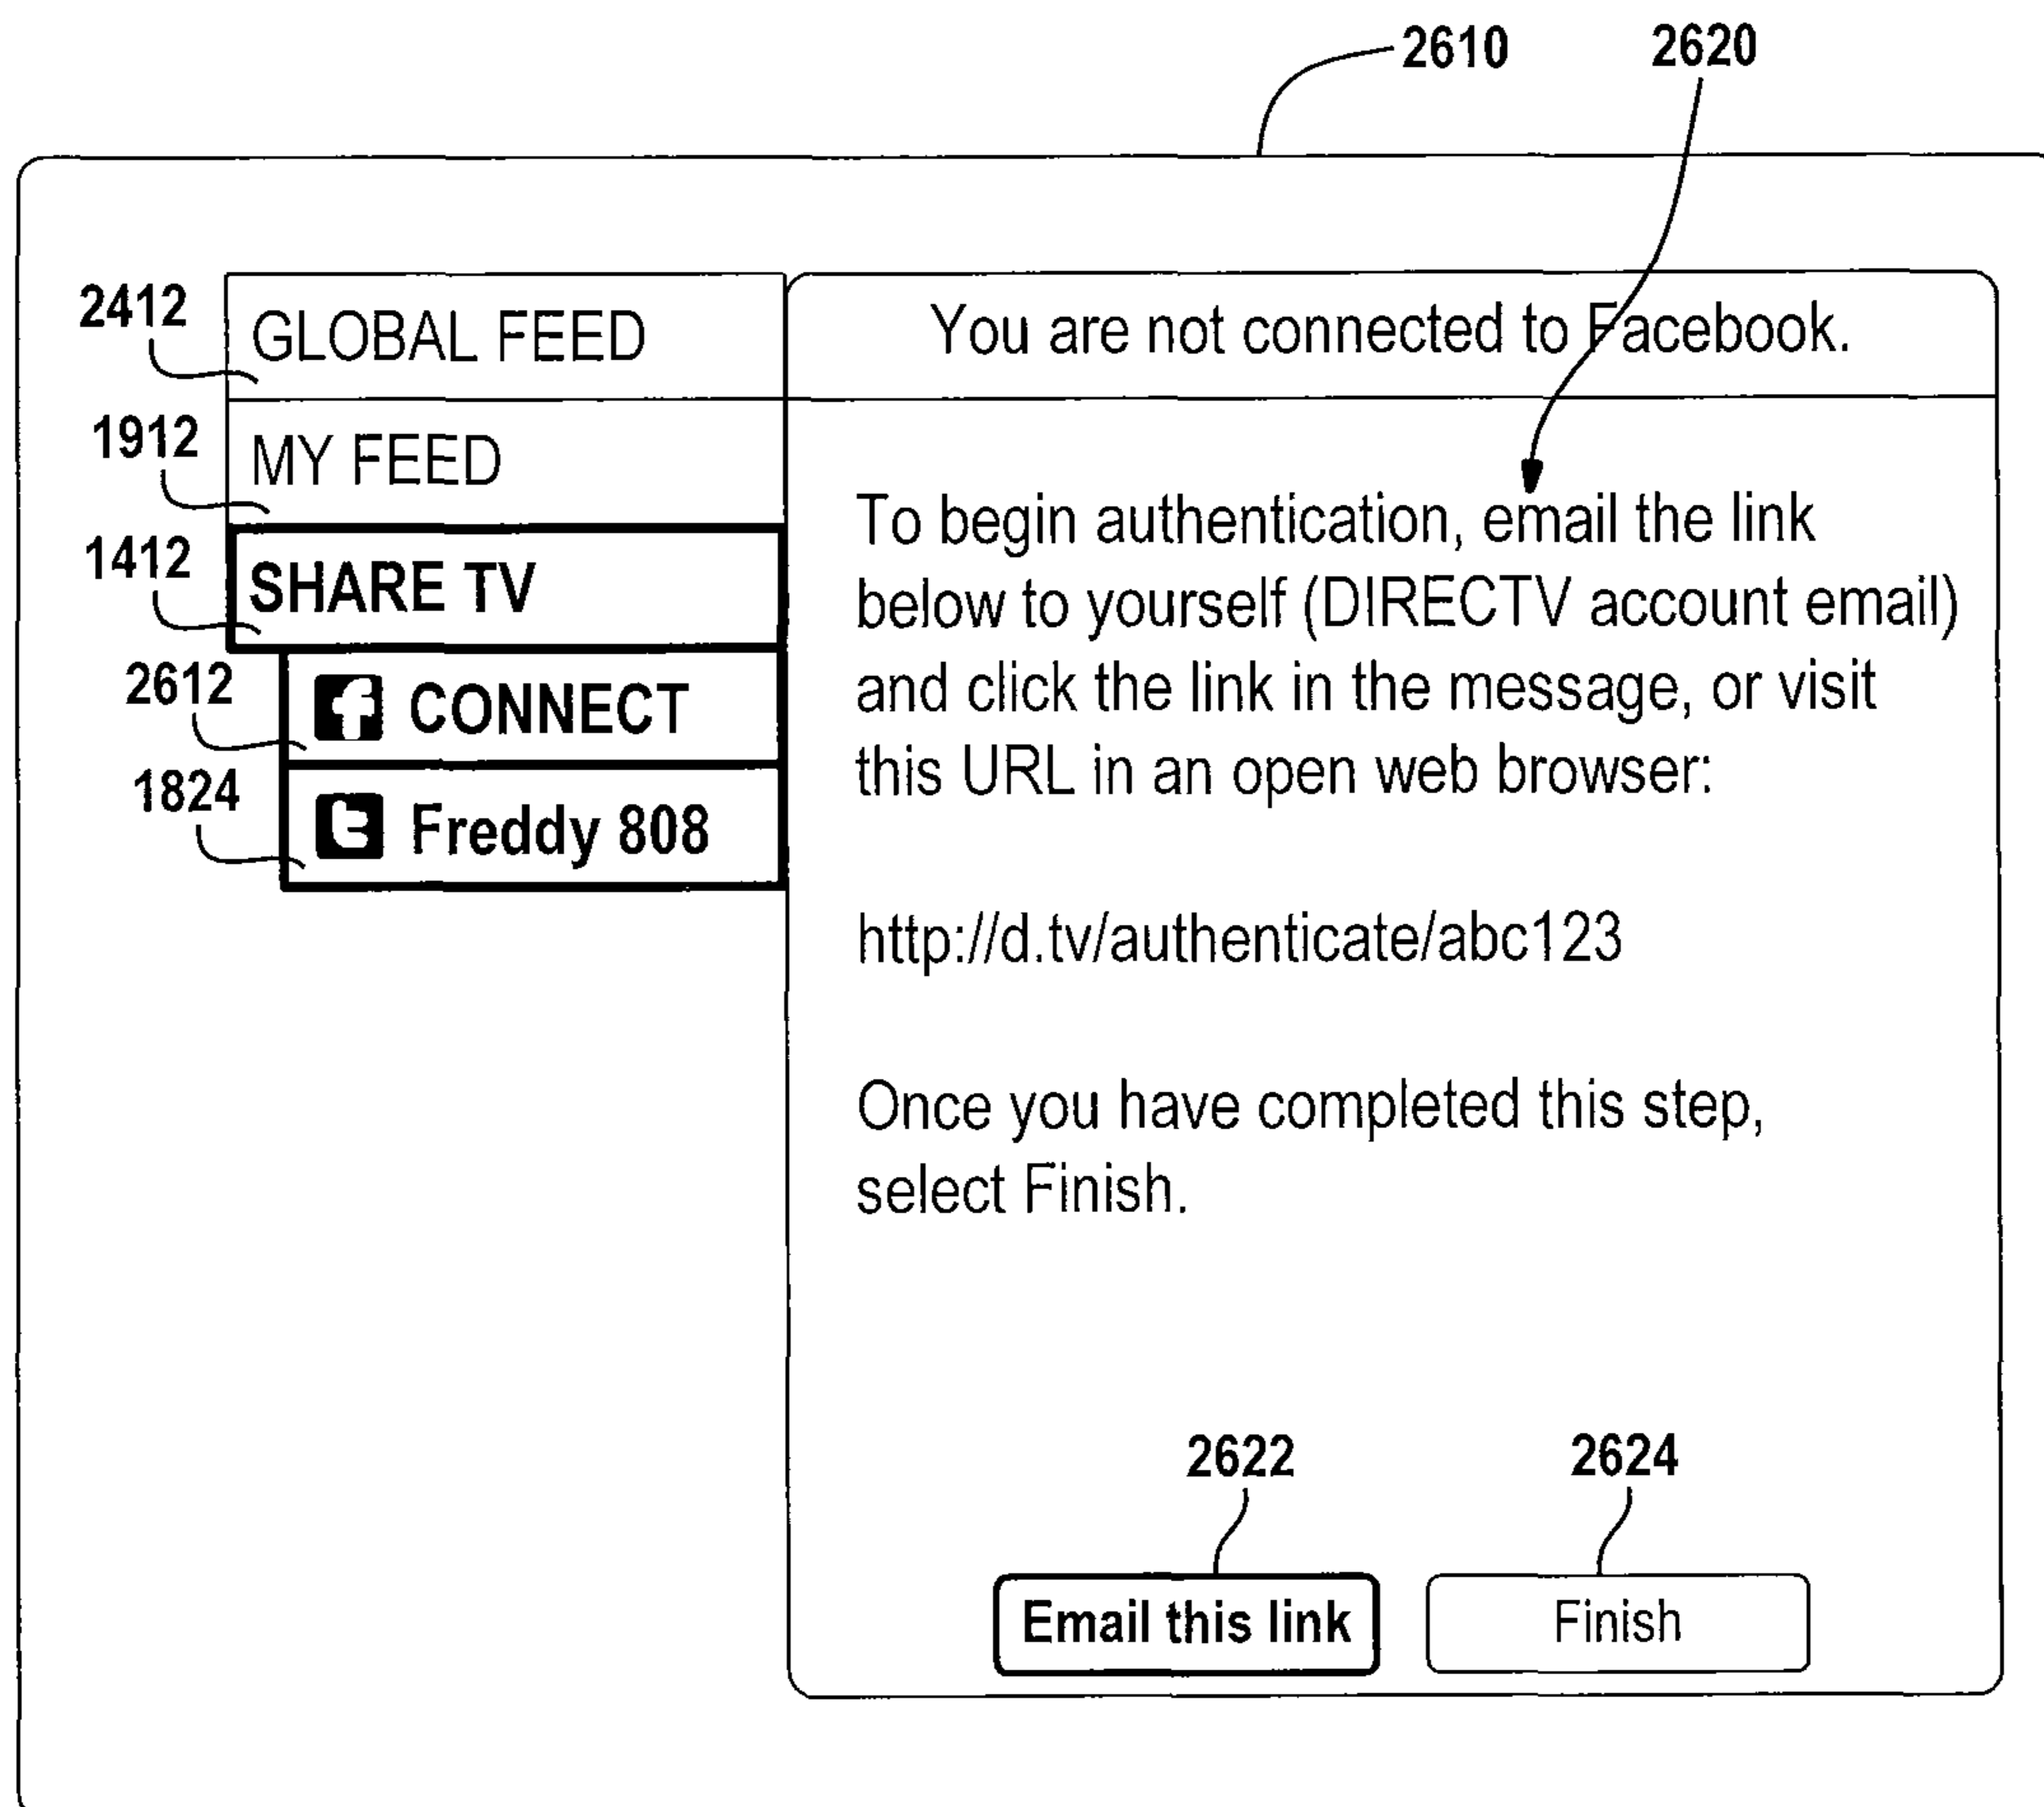 2610 2620
2412 GLOBAL FEED
You are not connected to Facebook.
1912 MY FEED
1412 SHARE TV
2612 f CONNECT
1824 t Freddy 808
To begin authentication, email the link
below to yourself (DIRECTV account email)
and click the link in the message, or visit
this URL in an open web browser:
http://d.tv/authenticate/abc123
Once you have completed this step,
select Finish.
2622 2624
Email this link Finish